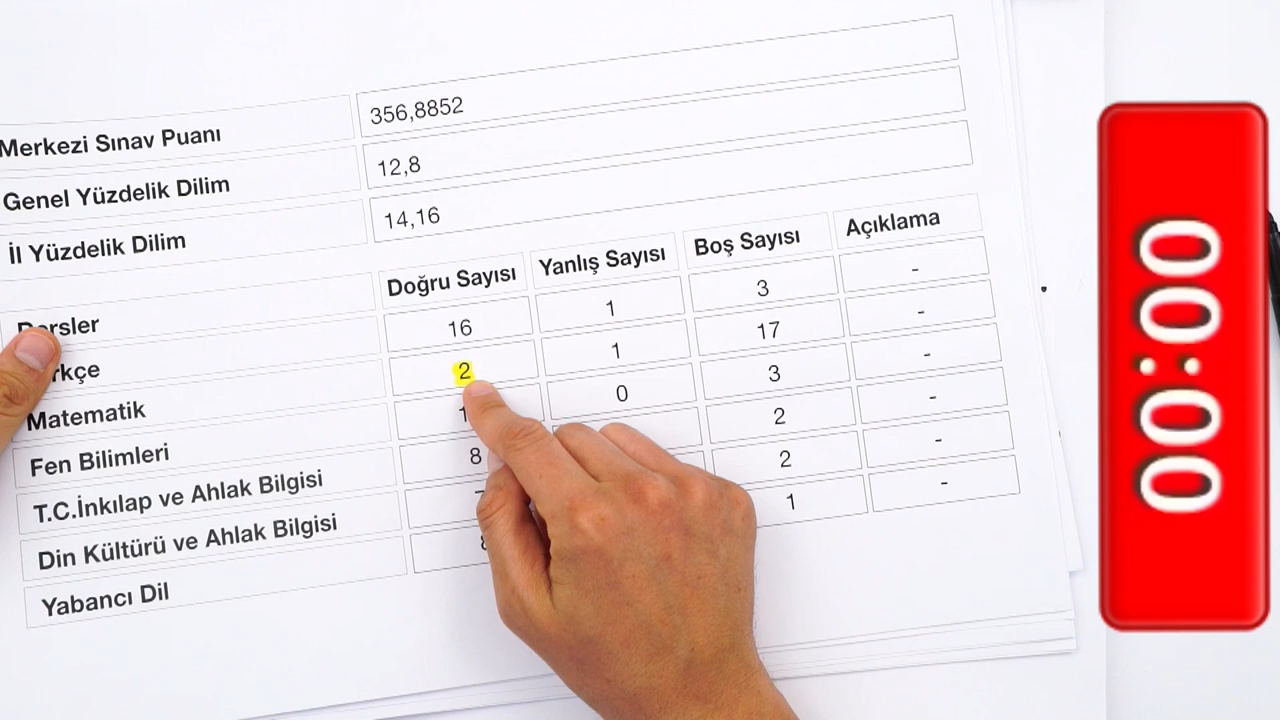 Merkezi Sınav Puanı 356,8852
Genel Yüzdelik Dilim 12,8
İl Yüzdelik Dilim 14,16
Dersler Doğru Sayısı Yanlış Sayısı Boş Sayısı Açıklama
16 1 3 -
Matematik 2 1 17 -
Fen Bilimleri 0 3 -
T.C.İnkılap ve Ahlak Bilgisi 8 2 -
Din Kültürü ve Ahlak Bilgisi 2 -
Yabancı Dil 1 -
00:00